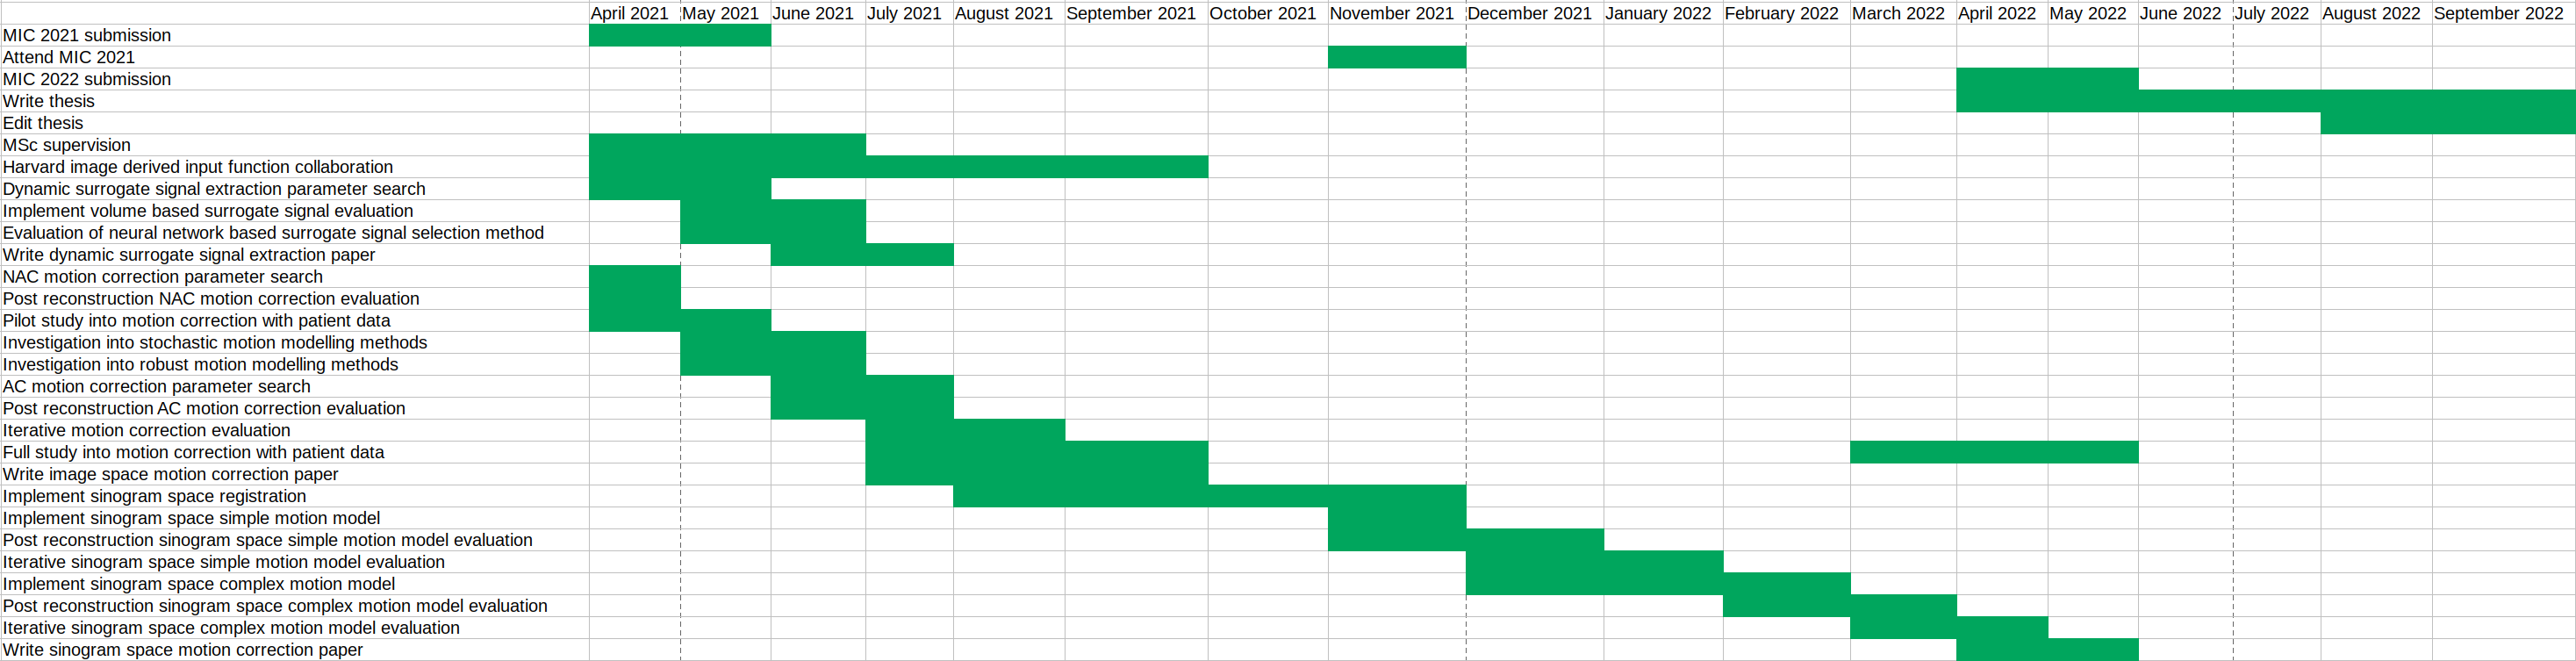 April 2021 May 2021 June 2021 July 2021 August 2021 September 2021 October 2021 November 2021 December 2021 January 2022 February 2022 March 2022 April 2022 May 2022 June 2022 July 2022 August 2022 September 2022
MIC 2021 submission
Attend MIC 2021
MIC 2022 submission
Write thesis
Edit thesis
MSc supervision
Harvard image derived input function collaboration
Dynamic surrogate signal extraction parameter search
Implement volume based surrogate signal evaluation
Evaluation of neural network based surrogate signal selection method
Write dynamic surrogate signal extraction paper
NAC motion correction parameter search
Post reconstruction NAC motion correction evaluation
Pilot study into motion correction with patient data
Investigation into stochastic motion modelling methods
Investigation into robust motion modelling methods
AC motion correction parameter search
Post reconstruction AC motion correction evaluation
Iterative motion correction evaluation
Full study into motion correction with patient data
Write image space motion correction paper
Implement sinogram space registration
Implement sinogram space simple motion model
Post reconstruction sinogram space simple motion model evaluation
Iterative sinogram space simple motion model evaluation
Implement sinogram space complex motion model
Post reconstruction sinogram space complex motion model evaluation
Iterative sinogram space complex motion model evaluation
Write sinogram space motion correction paper